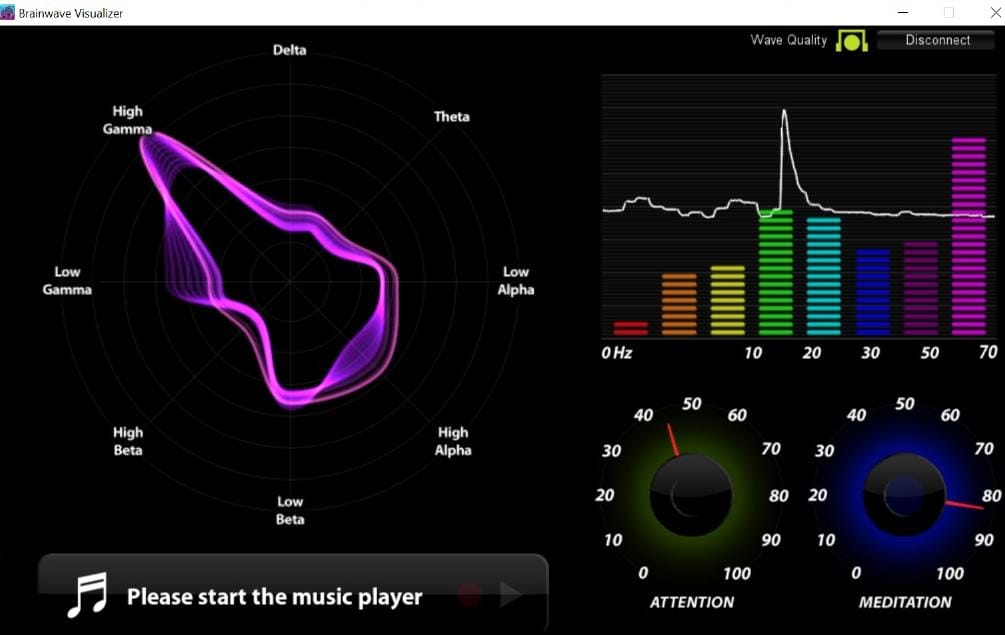 Brainwave Visualizer
Wave Quality
Disconnect
Delta
High
Gamma
Theta
Low
Gamma
Low
Alpha
High
Beta
High
Alpha
Low
Beta
0 Hz 10 20 30 50 70
Please start the music player
0 10 20 30 40 50 60 70 80 90 100
ATTENTION
0 10 20 30 40 50 60 70 80 90 100
MEDITATION